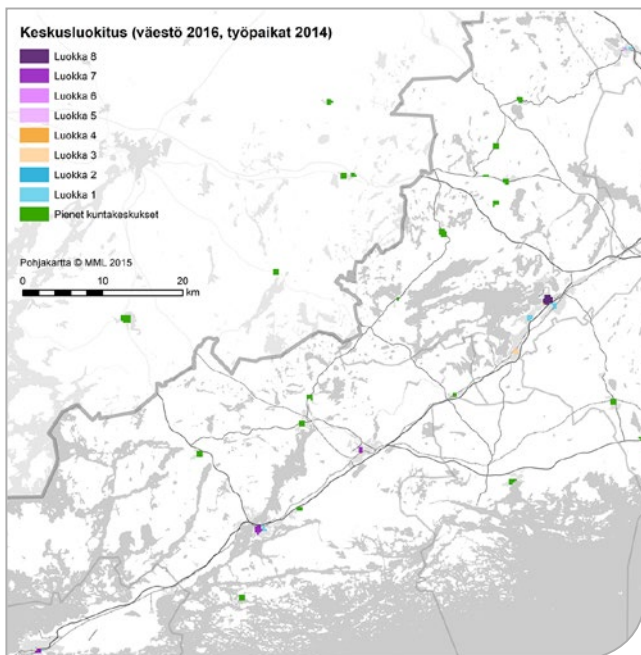 Keskusluokitus (väestö 2016, työpaikat 2014)
Luokka 8
Luokka 7
Luokka 6
Luokka 5
Luokka 4
Luokka 3
Luokka 2
Luokka 1
Pienet kuntakeskukset
Pohjakartta © MML 2015
0 10 20
km